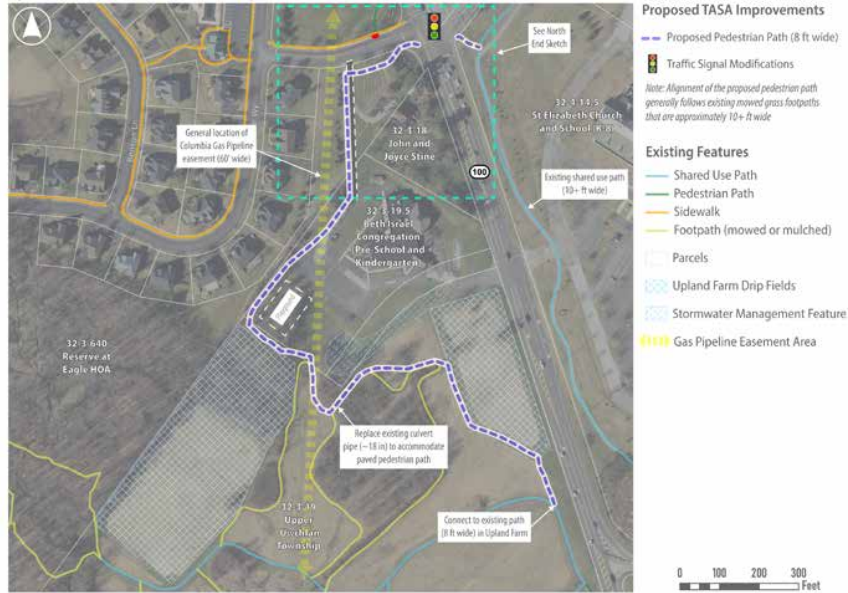 Proposed TASA Improvements
Proposed Pedestrian Path (8 ft wide)
Traffic Signal Modifications
Note: Alignment of the proposed pedestrian path
generally follows existing mowed grass footpaths
that are approximately 10+ ft wide
Existing Features
Shared Use Path
Pedestrian Path
Sidewalk
Footpath (mowed or mulched)
Parcels
Upland Farm Drip Fields
Stormwater Management Feature
Gas Pipeline Easement Area
0 100 200 300
Feet
See North
End Sketch
32-4-14.5
St Elizabeth Church
and School (K-8)
General location of
Columbia Gas Pipeline
easement (60' wide)
32-3-18
John and
Joyce Stine
100
Existing shared use path
(10+ ft wide)
32-3-19.5
Beth Israel
Congregation
(Pre-School and
Kindergarten)
Playground
32-3-640
Reserve at
Eagle HOA
Replace existing culvert
pipe (~18 in) to accommodate
paved pedestrian path
Upper
Uwchlan
Township
Connect to existing path
(8 ft wide) in Upland Farm